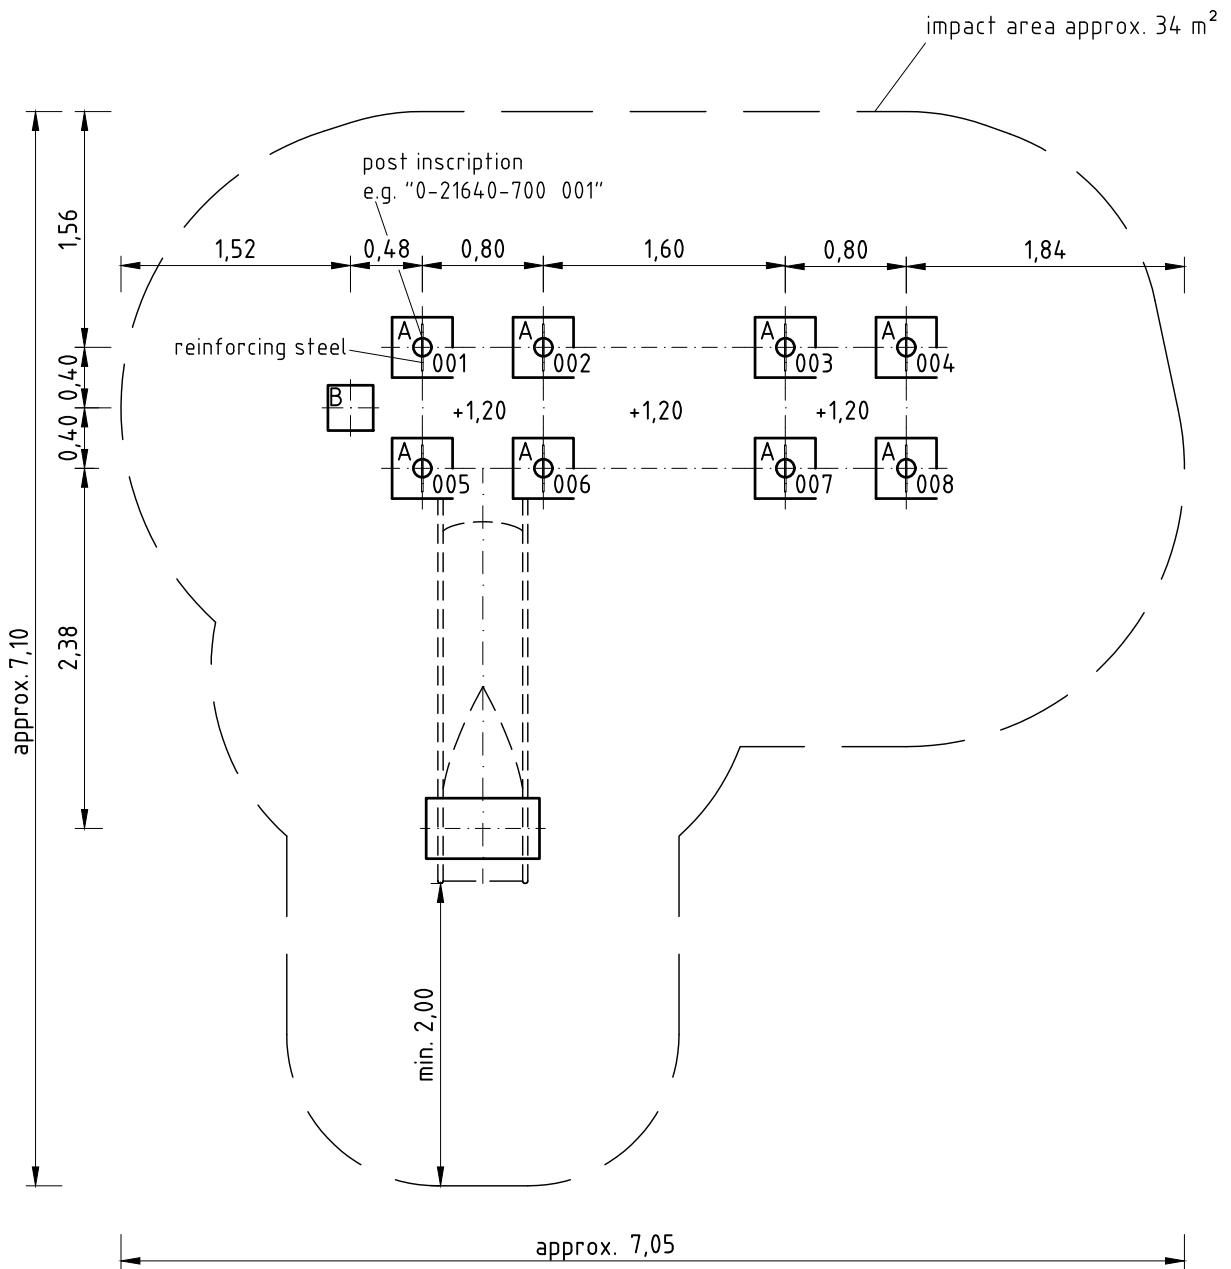 impact area approx. 34 m²
post inscription
e.g. "0-21640-700 001"
1,52
0,48
0,80
1,60
0,80
1,84
1,56
0,40
0,40
2,38
approx. 7,10
reinforcing steel
A
001
A
002
A
003
A
004
B
+1,20
+1,20
+1,20
A
005
A
006
A
007
A
008
min. 2,00
approx. 7,05